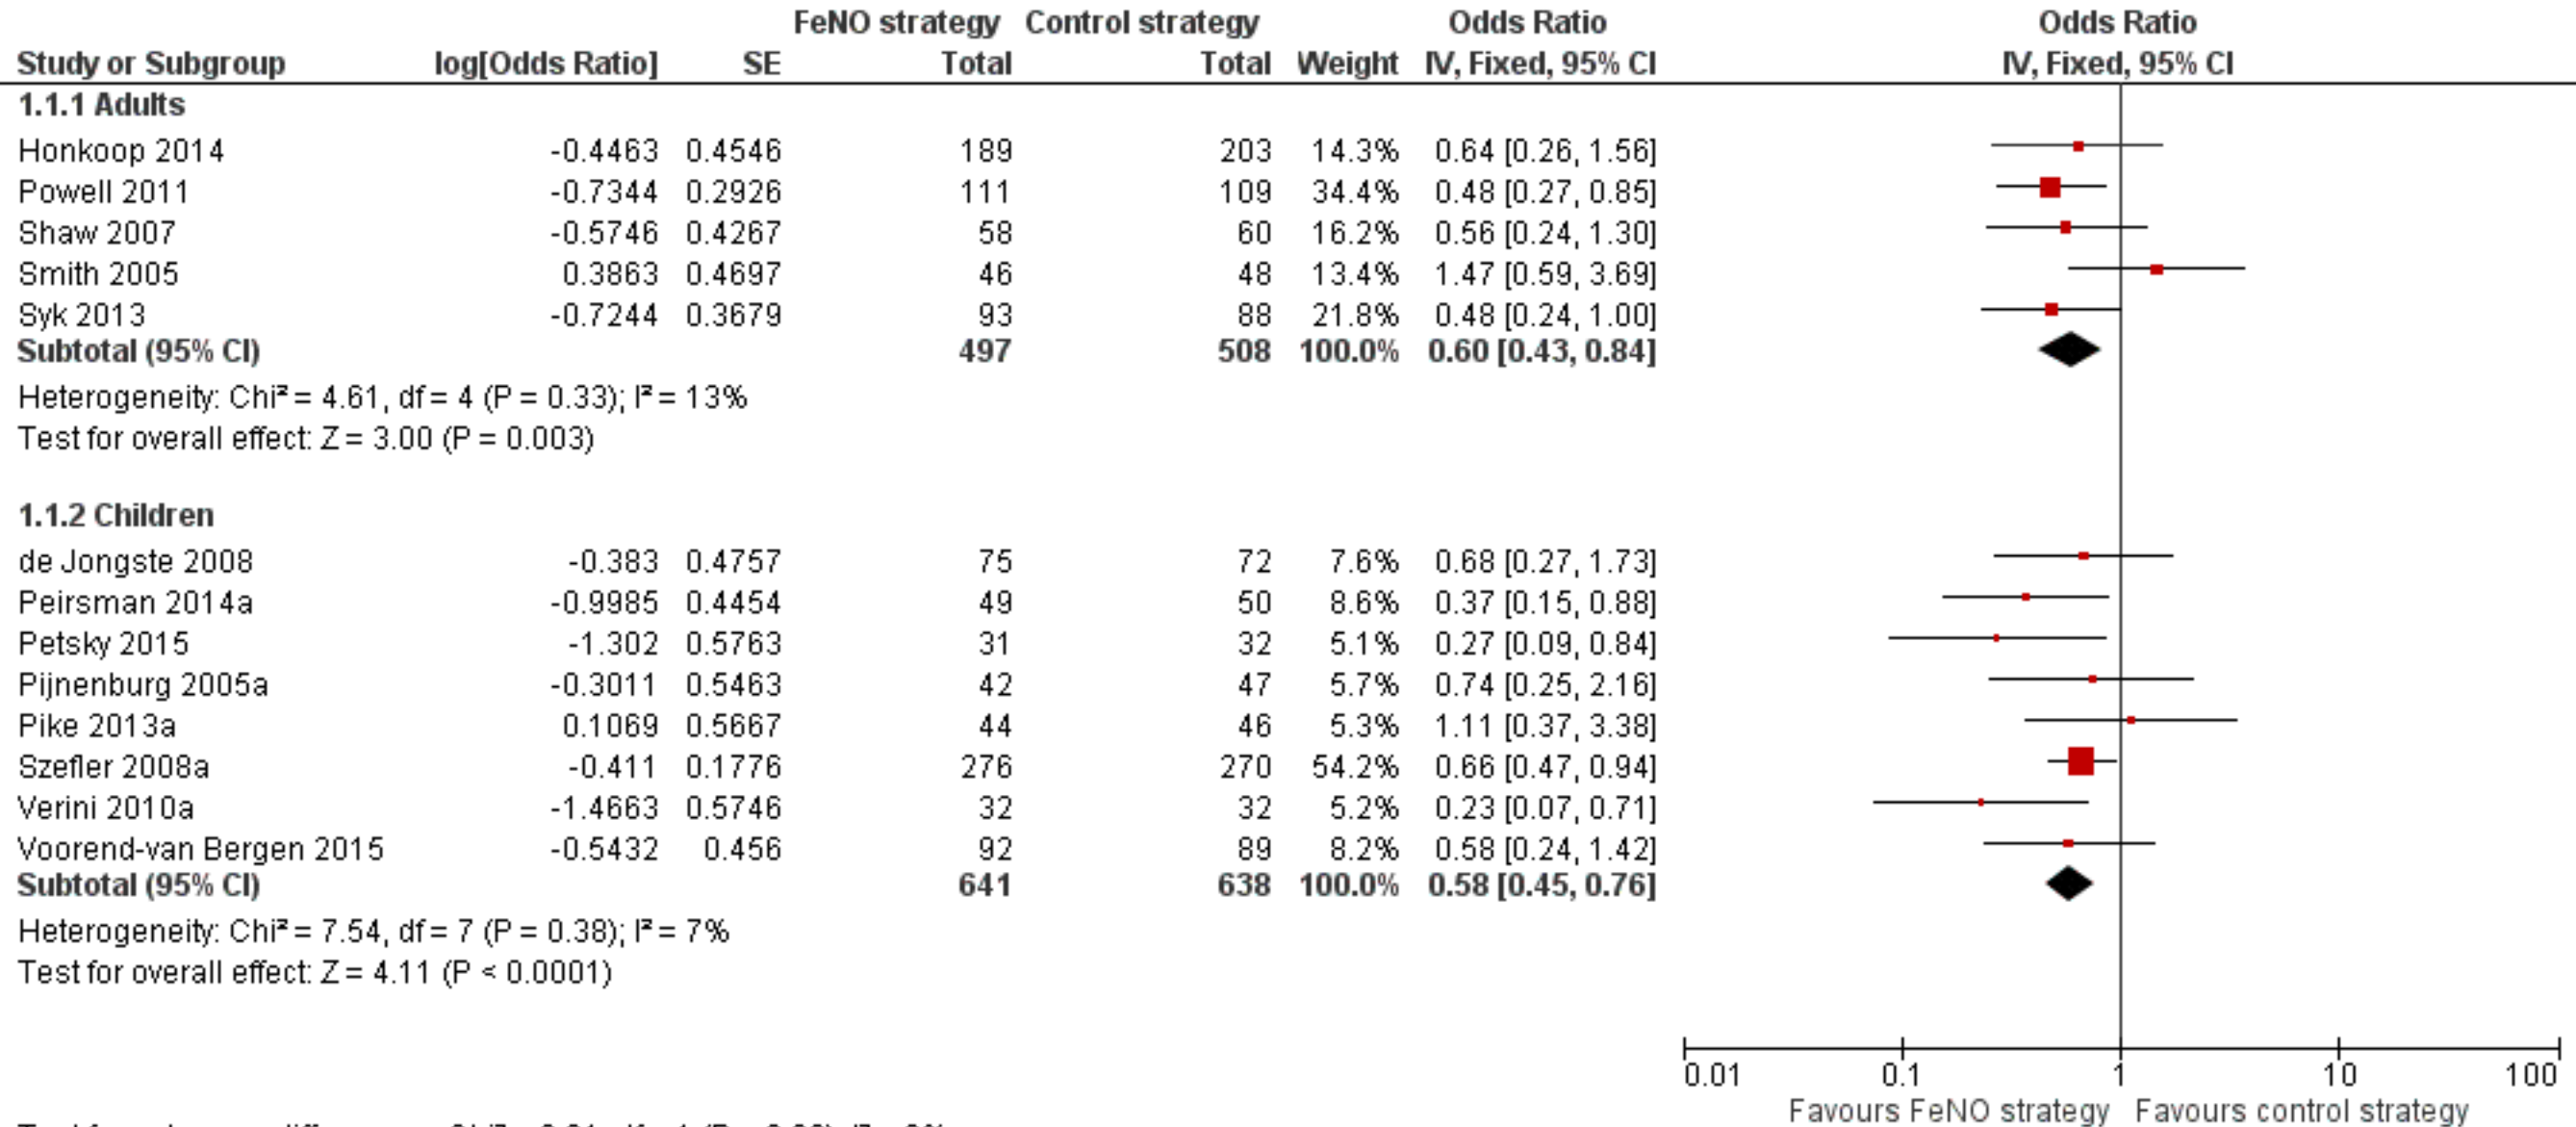 FeNO strategy Control strategy Odds Ratio Odds Ratio
Study or Subgroup log[Odds Ratio] SE Total Total Weight IV, Fixed, 95% CI IV, Fixed, 95% CI
1.1.1 Adults
Honkoop 2014 -0.4463 0.4546 189 203 14.3% 0.64 [0.26, 1.56]
Powell 2011 -0.7344 0.2926 111 109 34.4% 0.48 [0.27, 0.85]
Shaw 2007 -0.5746 0.4267 58 60 16.2% 0.56 [0.24, 1.30]
Smith 2005 0.3863 0.4697 46 48 13.4% 1.47 [0.59, 3.69]
Syk 2013 -0.7244 0.3679 93 88 21.8% 0.48 [0.24, 1.00]
Subtotal (95% CI) 497 508 100.0% 0.60 [0.43, 0.84]
Heterogeneity: Chi² = 4.61, df = 4 (P = 0.33); I² = 13%
Test for overall effect: Z = 3.00 (P = 0.003)
1.1.2 Children
de Jongste 2008 -0.383 0.4757 75 72 7.6% 0.68 [0.27, 1.73]
Peirsman 2014a -0.9985 0.4454 49 50 8.6% 0.37 [0.15, 0.88]
Petsky 2015 -1.302 0.5763 31 32 5.1% 0.27 [0.09, 0.84]
Pijnenburg 2005a -0.3011 0.5463 42 47 5.7% 0.74 [0.25, 2.16]
Pike 2013a 0.1069 0.5667 44 46 5.3% 1.11 [0.37, 3.38]
Szefler 2008a -0.411 0.1776 276 270 54.2% 0.66 [0.47, 0.94]
Verini 2010a -1.4663 0.5746 32 32 5.2% 0.23 [0.07, 0.71]
Voorend-van Bergen 2015 -0.5432 0.456 92 89 8.2% 0.58 [0.24, 1.42]
Subtotal (95% CI) 641 638 100.0% 0.58 [0.45, 0.76]
Heterogeneity: Chi² = 7.54, df = 7 (P = 0.38); I² = 7%
Test for overall effect: Z = 4.11 (P < 0.0001)
0.01 0.1 1 10 100
Favours FeNO strategy Favours control strategy